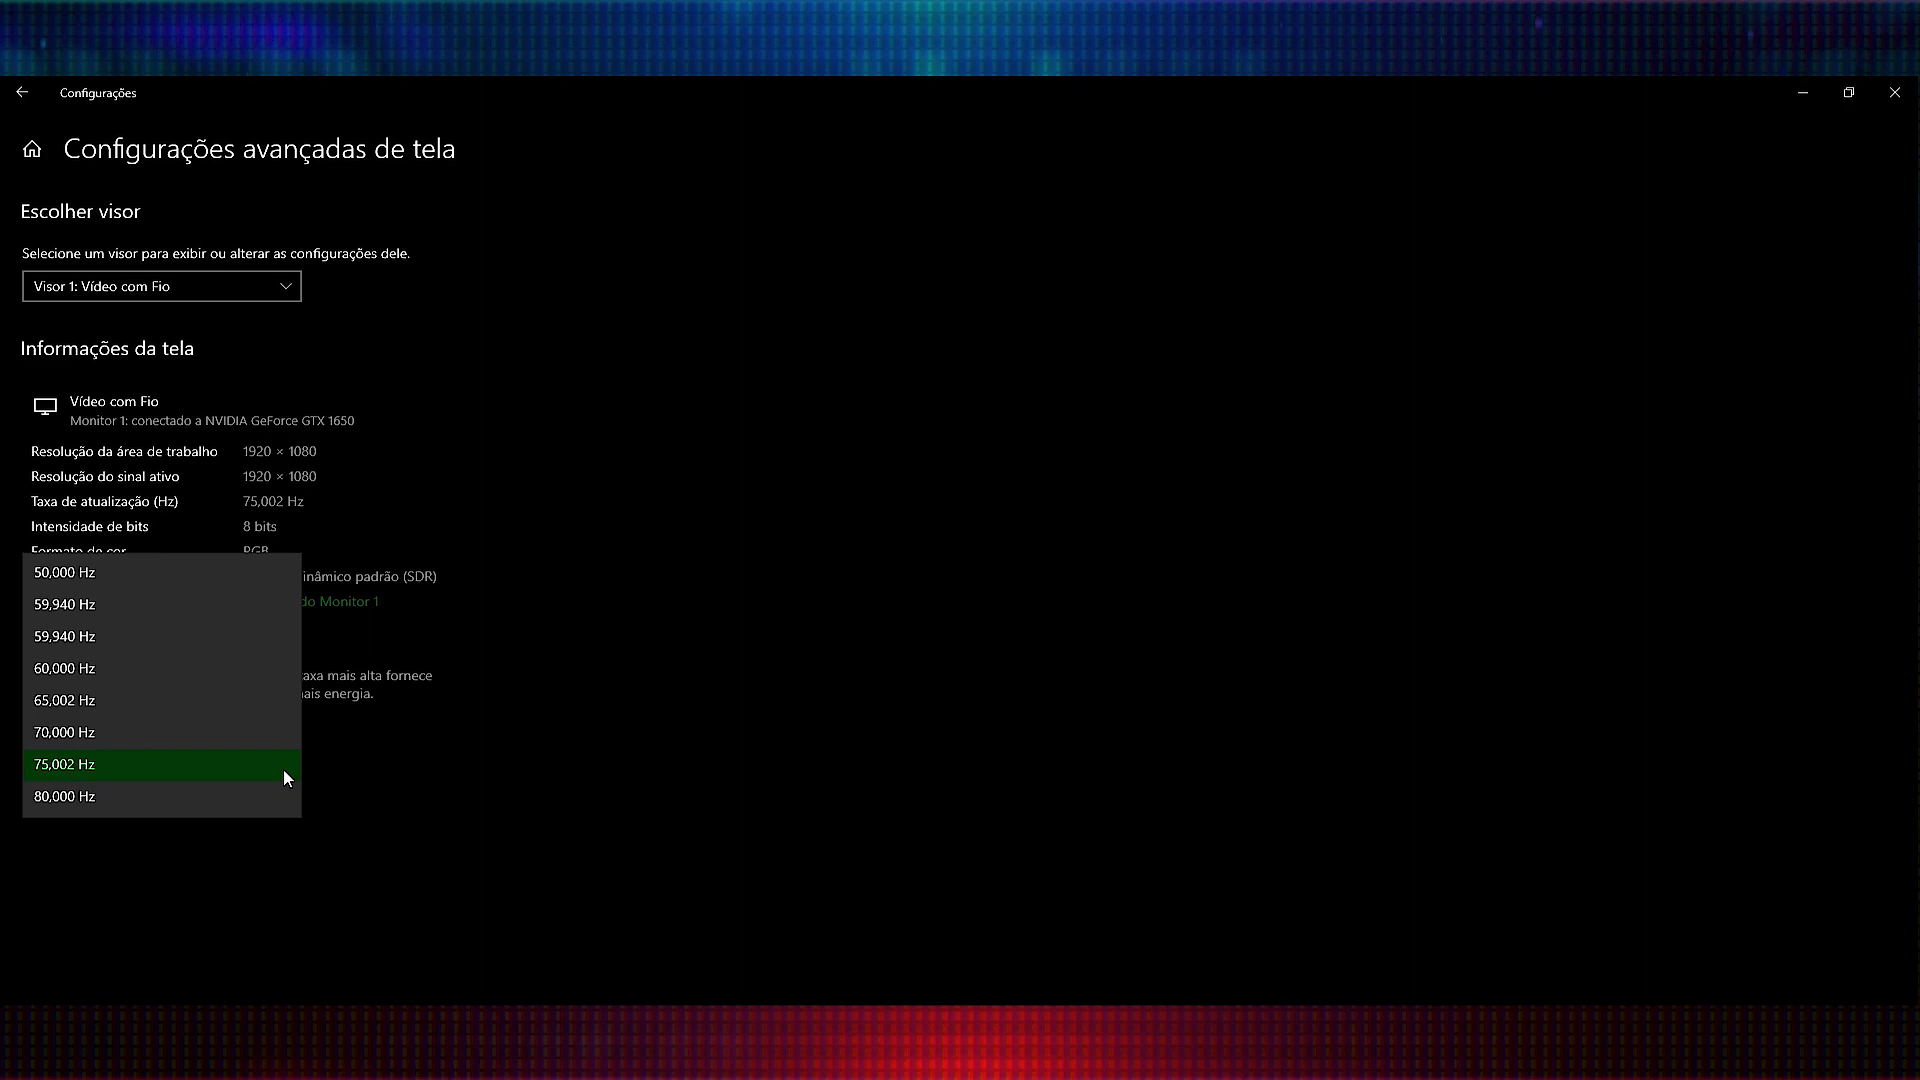 Configurações
Configurações avançadas de tela
Escolher visor
Selecione um visor para exibir ou alterar as configurações dele.
Visor 1: Vídeo com Fio
Informações da tela
Vídeo com Fio
Monitor 1: conectado a NVIDIA GeForce GTX 1650
Resolução da área de trabalho 1920 × 1080
Resolução do sinal ativo 1920 × 1080
Taxa de atualização (Hz) 75,002 Hz
Intensidade de bits 8 bits
Formato de cor RGB
inâmico padrão (SDR)
do Monitor 1
axa mais alta fornece
ais energia.
50,000 Hz
59,940 Hz
59,940 Hz
60,000 Hz
65,002 Hz
70,000 Hz
75,002 Hz
80,000 Hz